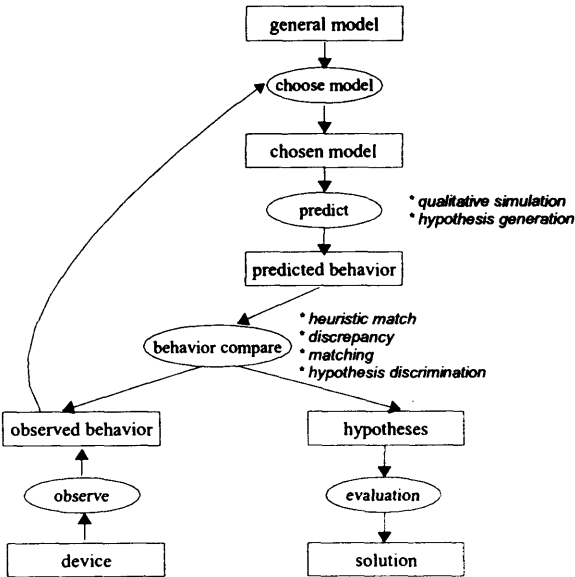 general model
choose model
chosen model
predict
* qualitative simulation
* hypothesis generation
predicted behavior
behavior compare
* heuristic match
* discrepancy
* matching
* hypothesis discrimination
observed behavior
hypotheses
observe
evaluation
device
solution